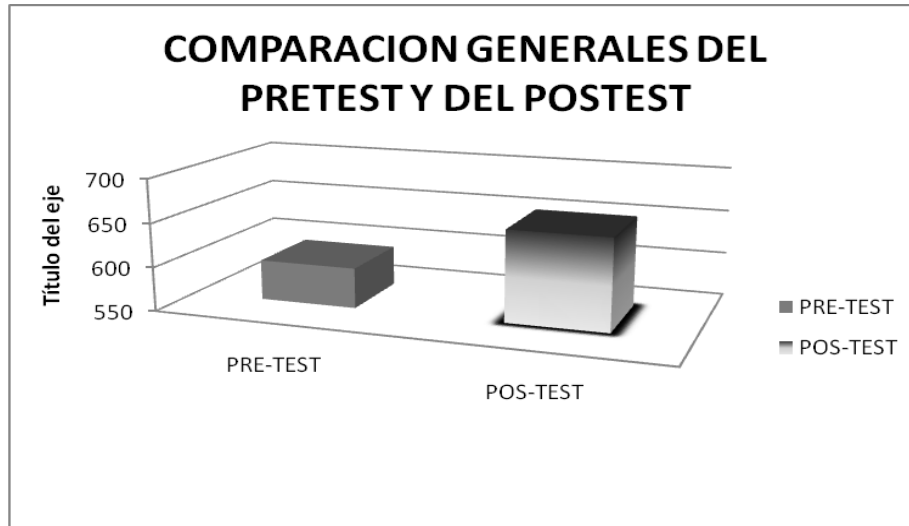 COMPARACION GENERALES DEL
PRETEST Y DEL POSTEST
Título del eje
700
650
600
550
PRE-TEST
POS-TEST
PRE-TEST
POS-TEST